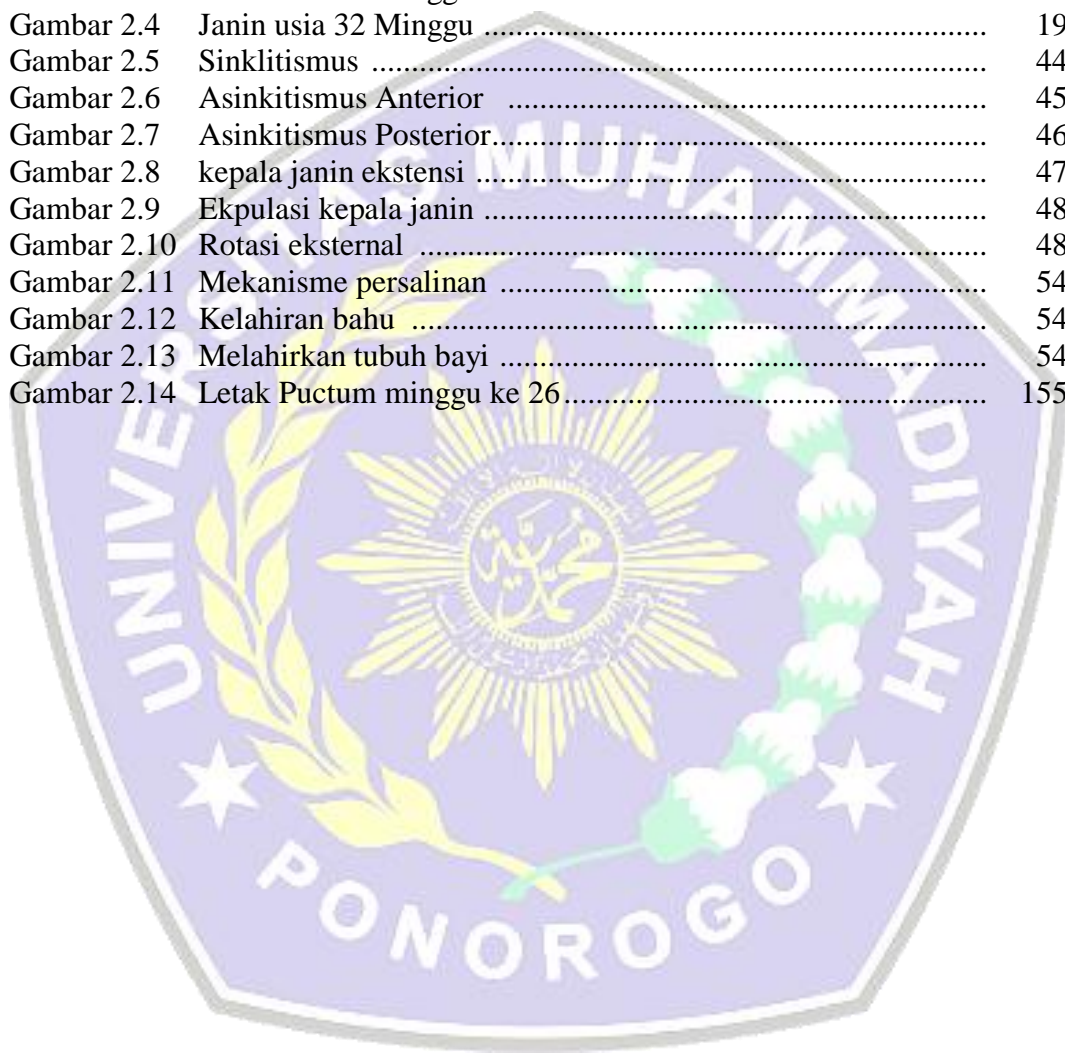 Gambar 2.4 Janin usia 32 Minggu ................................................................ 19
Gambar 2.5 Sinklitismus ............................................................................. 44
Gambar 2.6 Asinkitismus Anterior ............................................................ 45
Gambar 2.7 Asinkitismus Posterior............................................................... 46
Gambar 2.8 kepala janin ekstensi ................................................................. 47
Gambar 2.9 Ekpulasi kepala janin ................................................................ 48
Gambar 2.10 Rotasi eksternal ........................................................................ 48
Gambar 2.11 Mekanisme persalinan .............................................................. 54
Gambar 2.12 Kelahiran bahu ......................................................................... 54
Gambar 2.13 Melahirkan tubuh bayi .............................................................. 54
Gambar 2.14 Letak Puctum minggu ke 26...................................................... 155
UNIVERSITAS MUHAMMADIYAH
PONOROGO